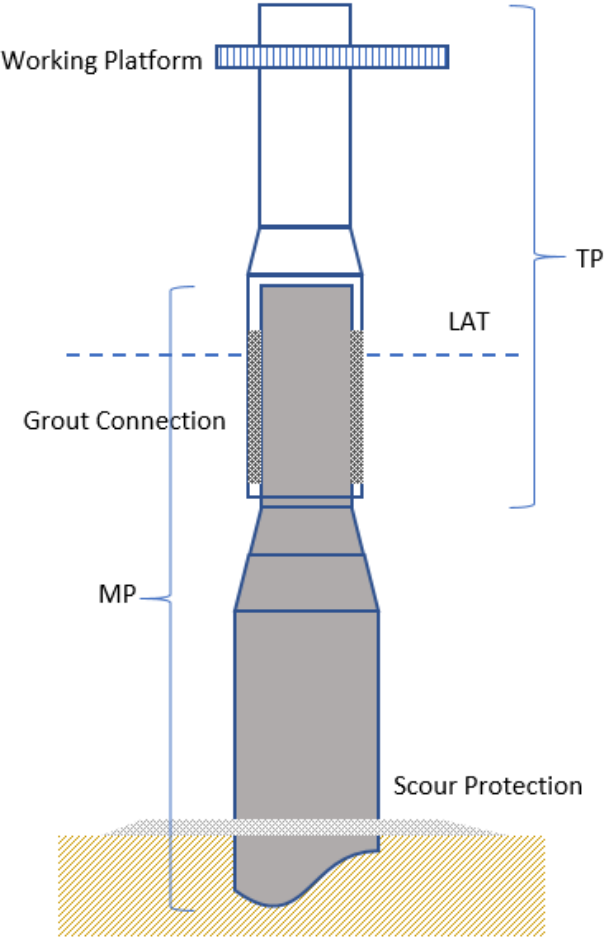 Working Platform
TP
LAT
Grout Connection
MP
Scour Protection